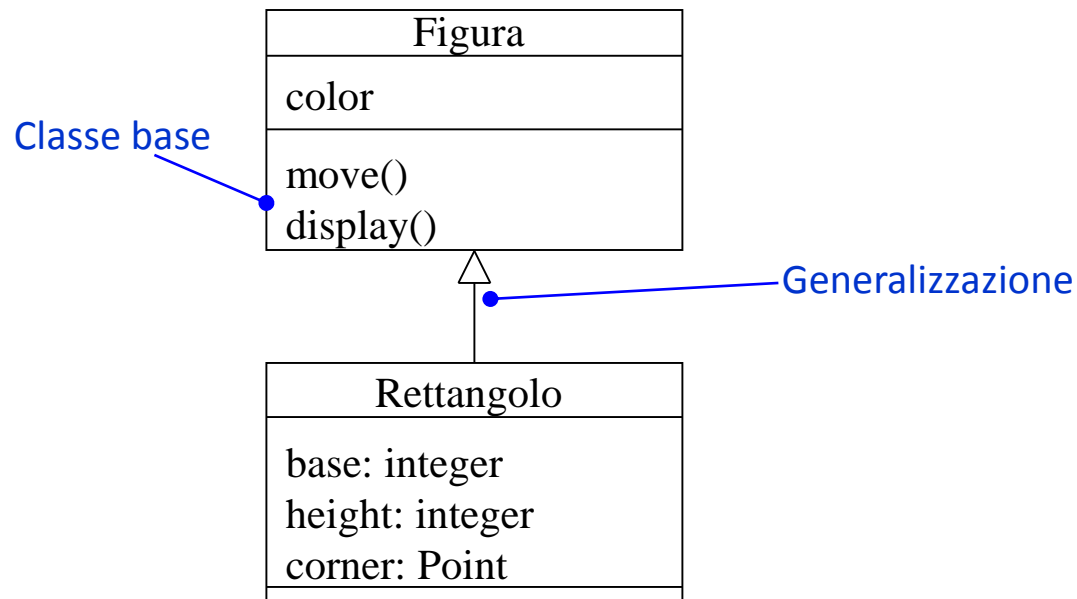 Figura
color
Classe base
move()
display()
Generalizzazione
Rettangolo
base: integer
height: integer
corner: Point